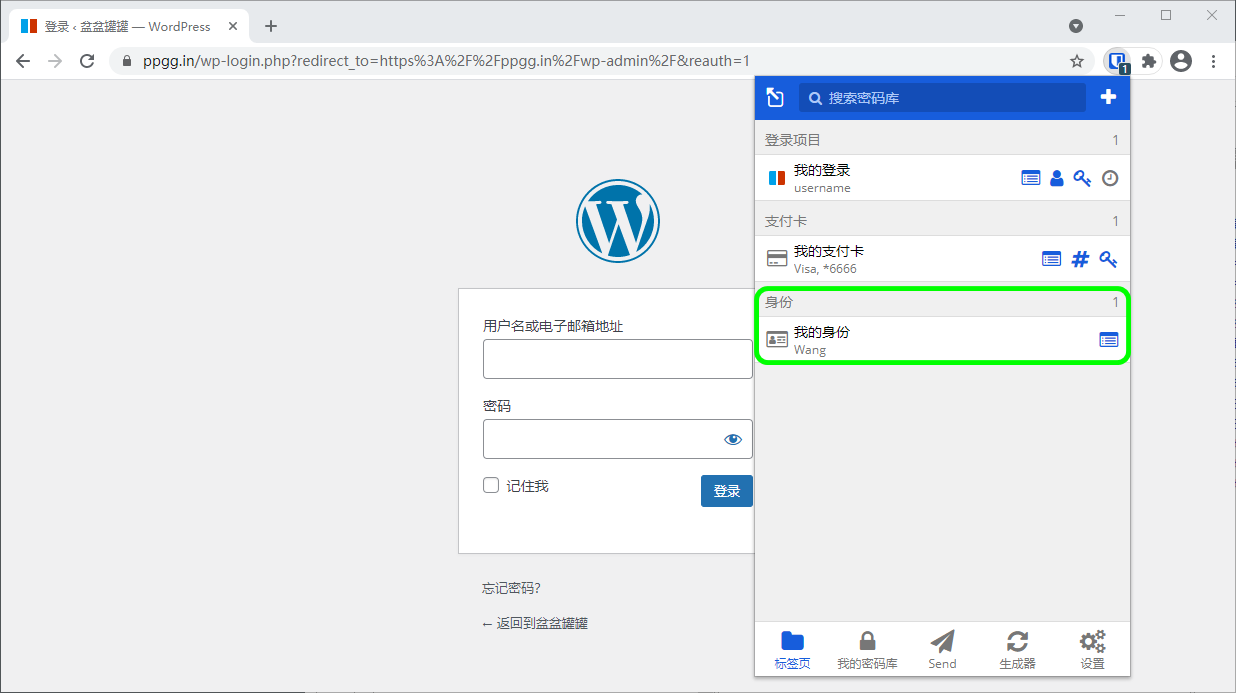 登录 ‹ 盆盆罐罐 — WordPress
ppgg.in/wp-login.php?redirect_to=https%3A%2F%2Fppgg.in%2Fwp-admin%2F&reauth=1
1
用户名或电子邮箱地址
密码
记住我
登录
忘记密码?
← 返回到盆盆罐罐
搜索密码库
登录项目 1
我的登录
username
支付卡 1
我的支付卡
Visa, *6666
身份 1
我的身份
Wang
标签页 我的密码库 Send 生成器 设置